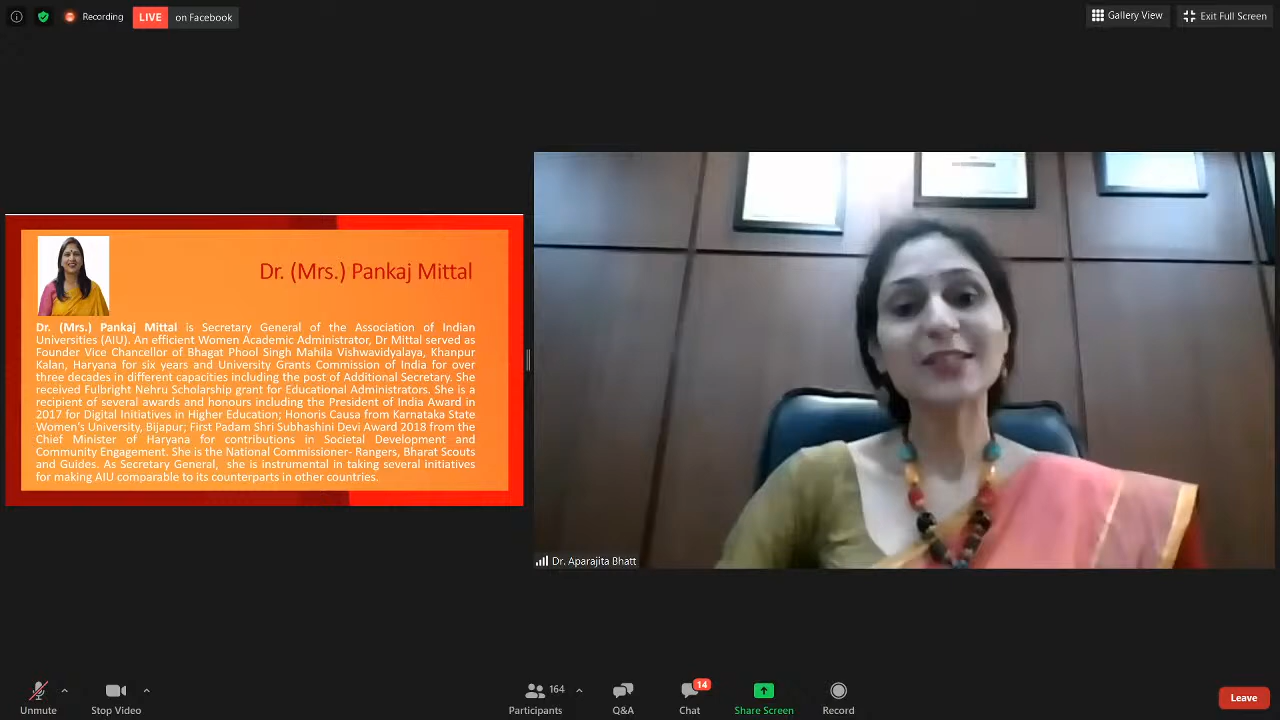 Recording
LIVE on Facebook
Gallery View
Exit Full Screen
Dr. (Mrs.) Pankaj Mittal
Dr. (Mrs.) Pankaj Mittal is Secretary General of the Association of Indian
Universities (AIU). An efficient Women Academic Administrator, Dr Mittal served as
Founder Vice Chancellor of Bhagat Phool Singh Mahila Vishwavidyalaya, Khanpur
Kalan, Haryana for six years and University Grants Commission of India for over
three decades in different capacities including the post of Additional Secretary. She
received Fulbright Nehru Scholarship grant for Educational Administrators. She is a
recipient of several awards and honours including the President of India Award in
2017 for Digital Initiatives in Higher Education; Honoris Causa from Karnataka State
Women's University, Bijapur; First Padam Shri Subhashini Devi Award 2018 from the
Chief Minister of Haryana for contributions in Societal Development and
Community Engagement. She is the National Commissioner- Rangers, Bharat Scouts
and Guides. As Secretary General, she is instrumental in taking several initiatives
for making AIU comparable to its counterparts in other countries.
Dr. Aparajita Bhatt
Unmute
Stop Video
164
Participants
Q&A
14
Chat
Share Screen
Record
Leave